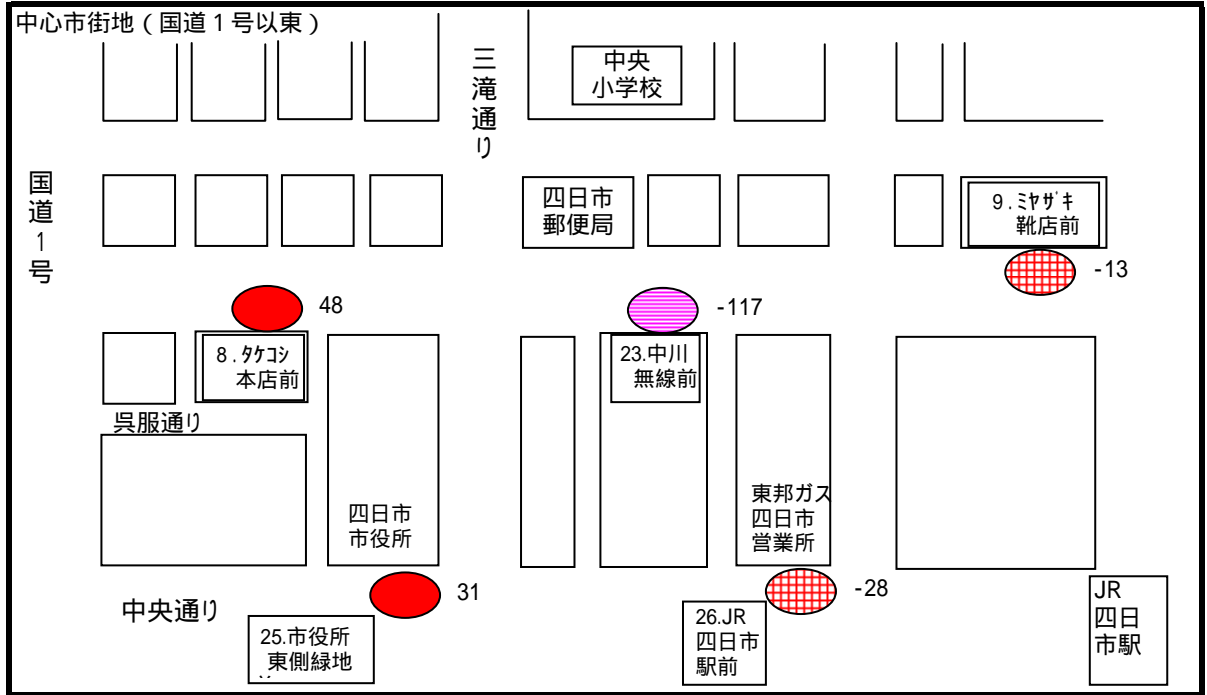 中心市街地(国道1号以東)
三滝通り
中央
小学校
国道1号
四日市
郵便局
9.ミヤザキ
靴店前
-13
48
-117
8.タケコシ
本店前
23.中川
無線前
呉服通り
四日市
市役所
東邦ガス
四日市
営業所
31
-28
中央通り
25.市役所
東側緑地
26.JR
四日市
駅前
JR
四日
市駅